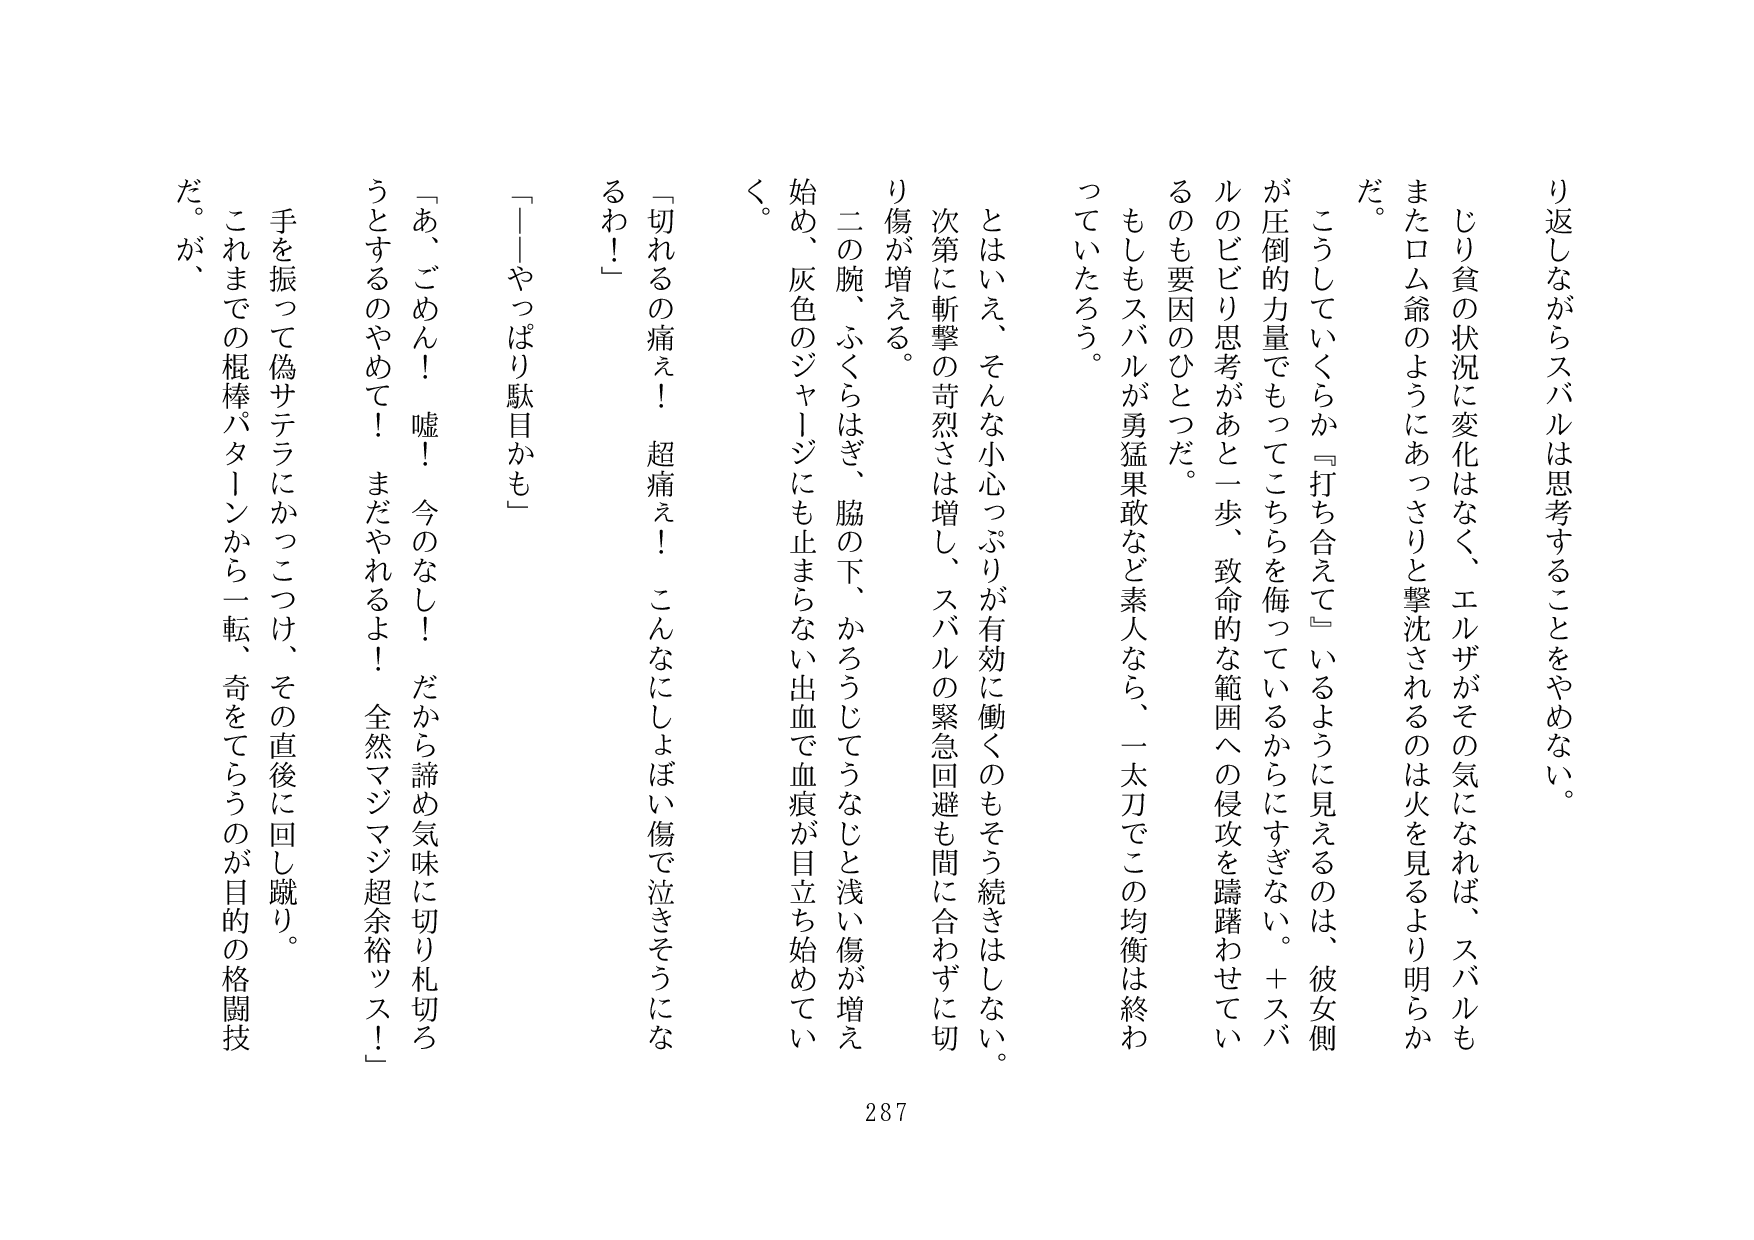 り返しながらスバルは思考することをやめない。
じり貧の状況に変化はなく、エルザがその気になれば、スバルも
またロム爺のようにあっさりと撃沈されるのは火を見るより明らか
だ。
こうしていくらか『打ち合えて』いるように見えるのは、彼女側
が圧倒的力量でもってこちらを侮っているからにすぎない。＋スバ
ルのビビり思考があと一歩、致命的な範囲への侵攻を躊躇わせてい
るのも要因のひとつだ。
もしもスバルが勇猛果敢など素人なら、一太刀でこの均衡は終わ
っていたろう。
とはいえ、そんな小心っぷりが有効に働くのもそう続きはしない。
次第に斬撃の苛烈さは増し、スバルの緊急回避も間に合わずに切
り傷が増える。
二の腕、ふくらはぎ、脇の下、かろうじてうなじと浅い傷が増え
始め、灰色のジャージにも止まらない出血で血痕が目立ち始めてい
く。
「切れるの痛ぇ！　超痛ぇ！　こんなにしょぼい傷で泣きそうにな
るわ！」
「――やっぱり駄目かも」
「あ、ごめん！　嘘！　今のなし！　だから諦め気味に切り札切ろ
うとするのやめて！　まだやれるよ！　全然マジマジ超余裕ッス！」
手を振って偽サテラにかっこつけ、その直後に回し蹴り。
これまでの棍棒パターンから一転、奇をてらうのが目的の格闘技
だ。が、
287